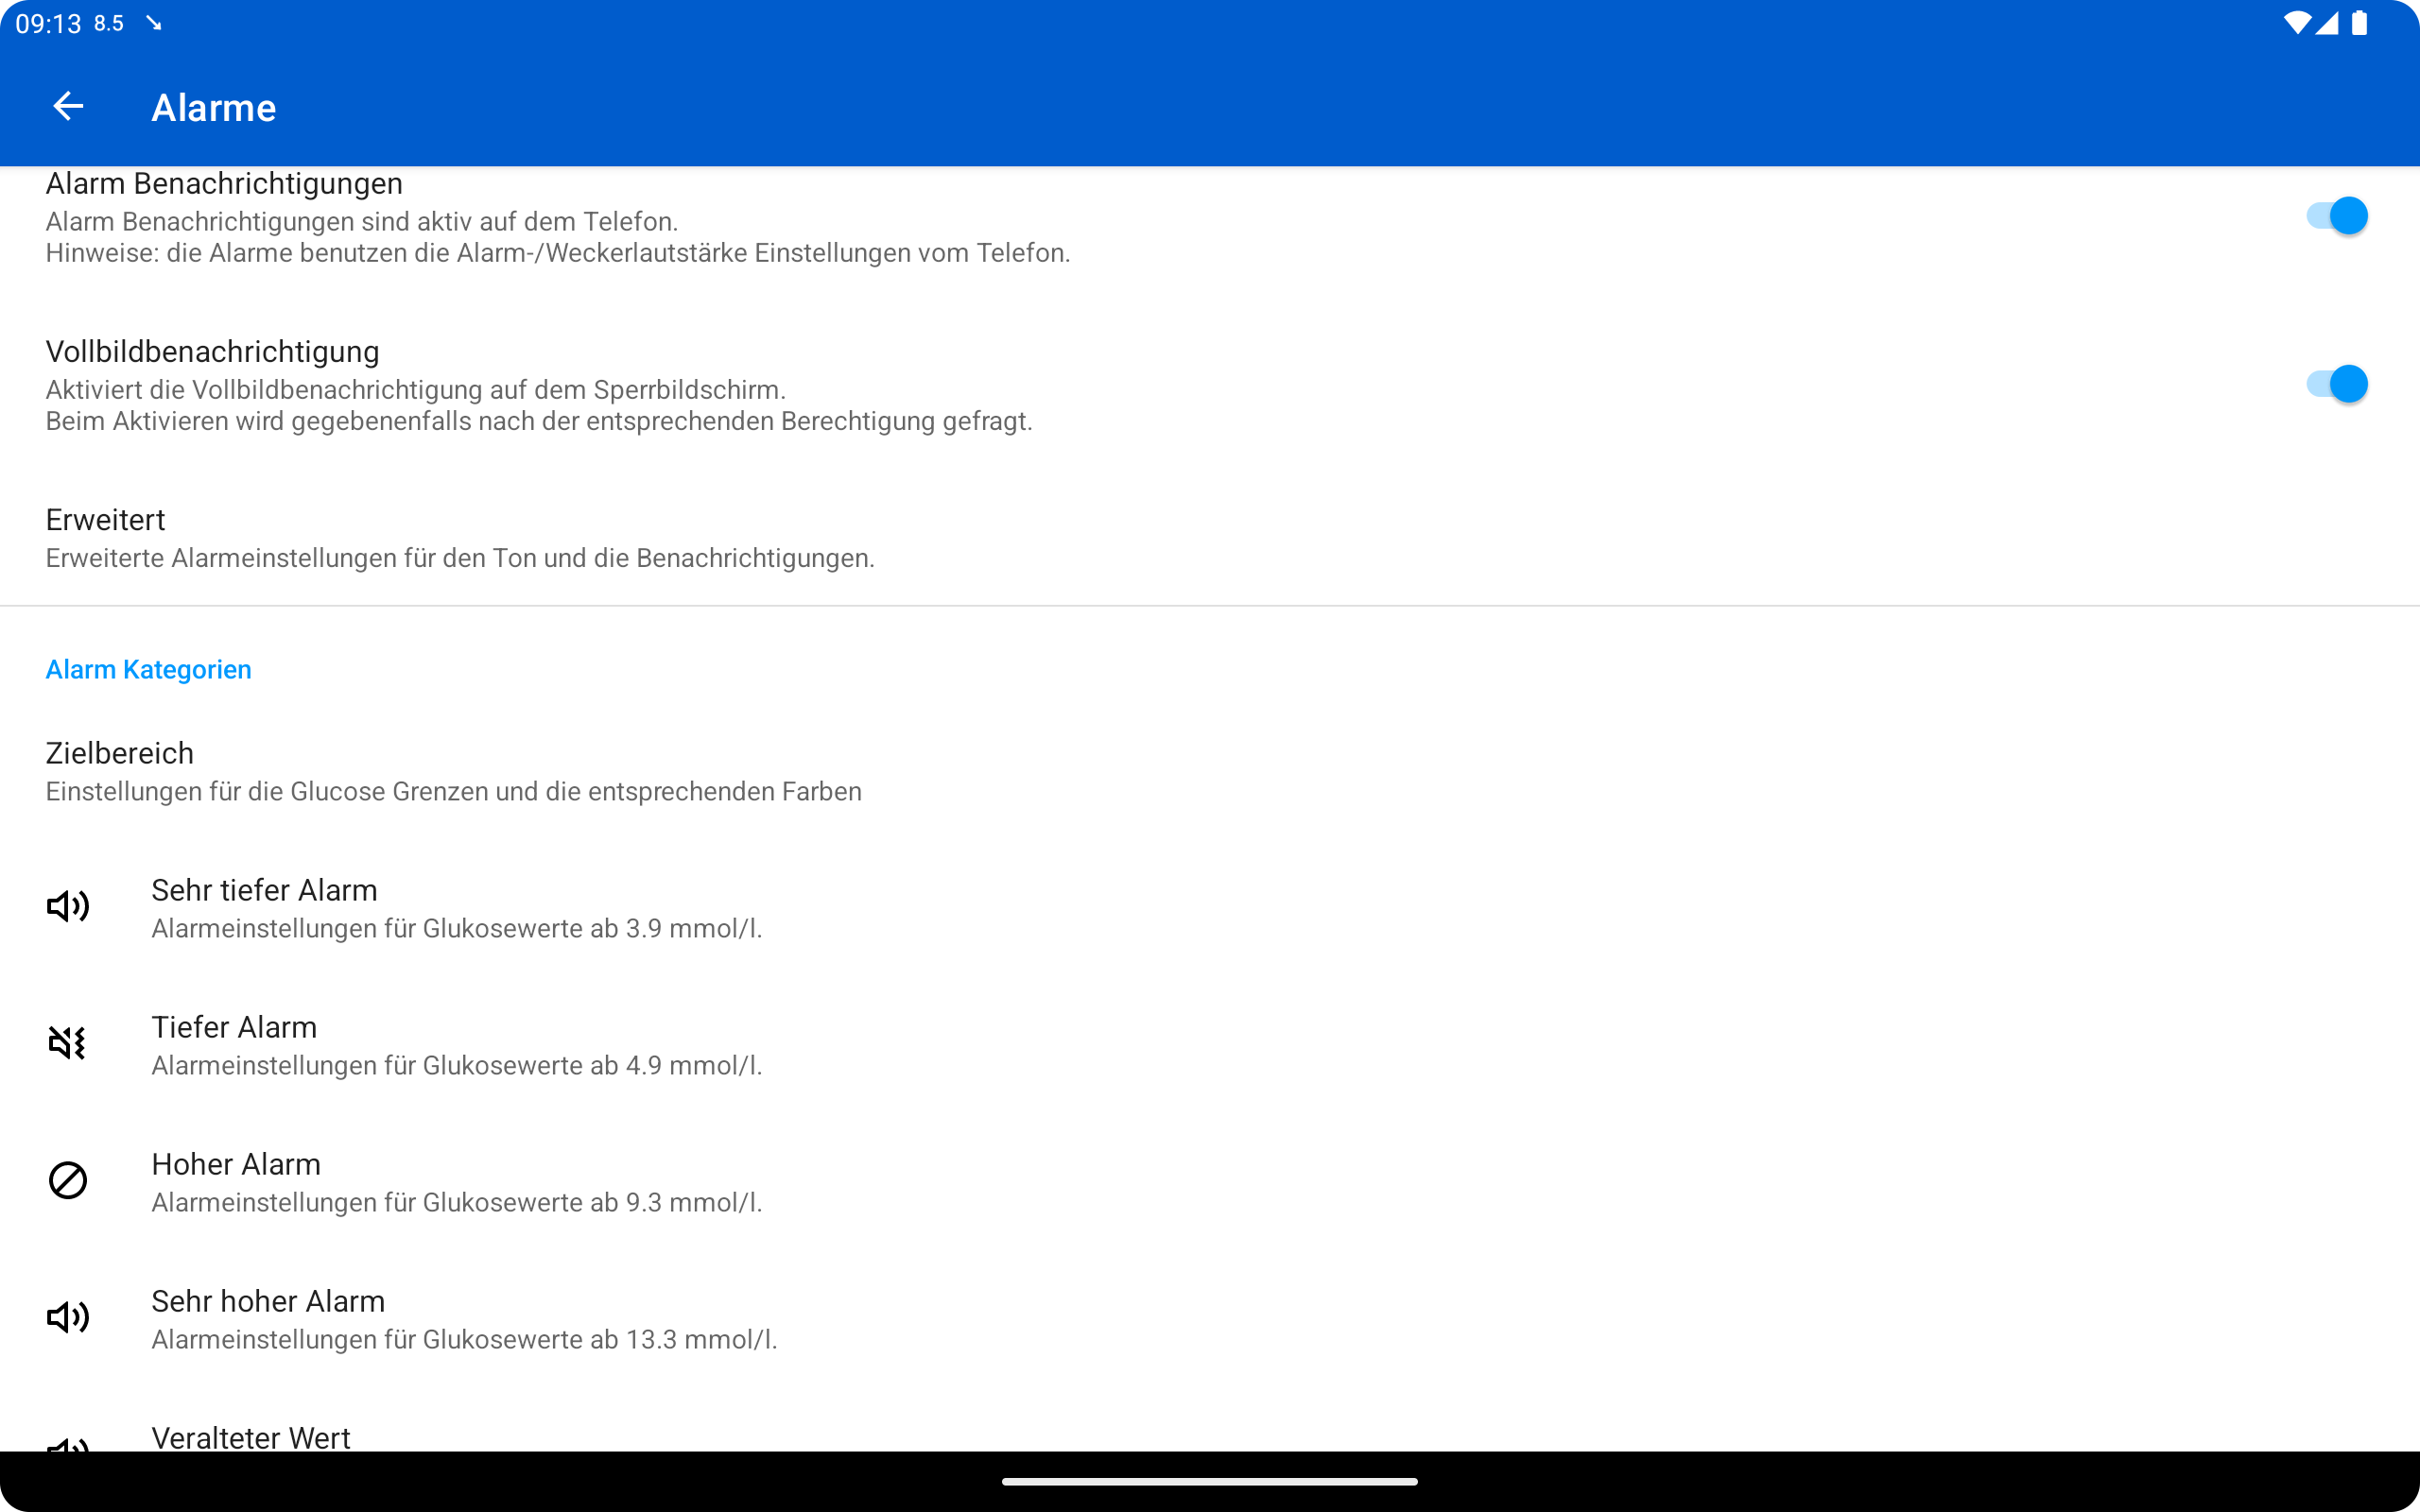 09:13 8.5
Alarme
Alarm Benachrichtigungen
Alarm Benachrichtigungen sind aktiv auf dem Telefon.
Hinweise: die Alarme benutzen die Alarm-/Weckerlautstärke Einstellungen vom Telefon.
Vollbildbenachrichtigung
Aktiviert die Vollbildbenachrichtigung auf dem Sperrbildschirm.
Beim Aktivieren wird gegebenenfalls nach der entsprechenden Berechtigung gefragt.
Erweitert
Erweiterte Alarmeinstellungen für den Ton und die Benachrichtigungen.
Alarm Kategorien
Zielbereich
Einstellungen für die Glucose Grenzen und die entsprechenden Farben
Sehr tiefer Alarm
Alarmeinstellungen für Glukosewerte ab 3.9 mmol/l.
Tiefer Alarm
Alarmeinstellungen für Glukosewerte ab 4.9 mmol/l.
Hoher Alarm
Alarmeinstellungen für Glukosewerte ab 9.3 mmol/l.
Sehr hoher Alarm
Alarmeinstellungen für Glukosewerte ab 13.3 mmol/l.
Veralteter Wert